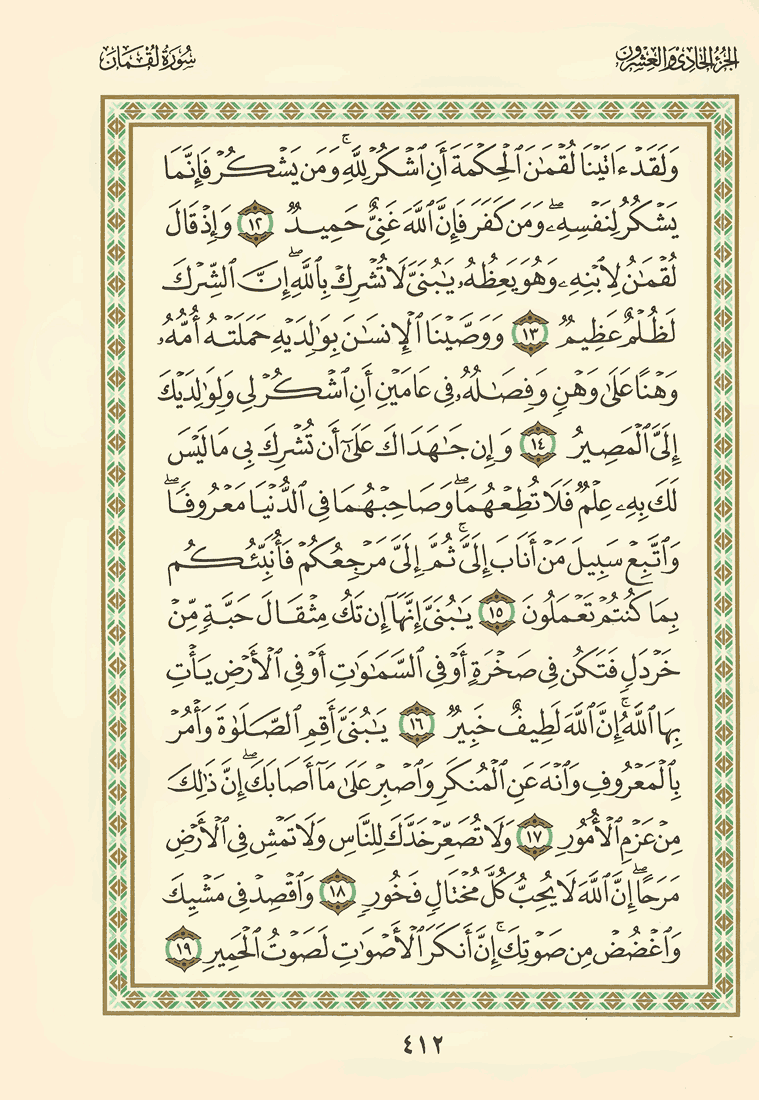 الجزء الحادي والعشرون
سورة لقمان
وَلَقَدْ ءَاتَيْنَا لُقْمَٰنَ ٱلْحِكْمَةَ أَنِ ٱشْكُرْ لِلَّهِ ۚ وَمَن يَشْكُرْ فَإِنَّمَا
يَشْكُرُ لِنَفْسِهِۦ ۖ وَمَن كَفَرَ فَإِنَّ ٱللَّهَ غَنِىٌّ حَمِيدٌ ١٢ وَإِذْ قَالَ
لُقْمَٰنُ لِٱبْنِهِۦ وَهُوَ يَعِظُهُۥ يَٰبُنَىَّ لَا تُشْرِكْ بِٱللَّهِ ۖ إِنَّ ٱلشِّرْكَ
لَظُلْمٌ عَظِيمٌ ١٣ وَوَصَّيْنَا ٱلْإِنسَٰنَ بِوَٰلِدَيْهِ حَمَلَتْهُ أُمُّهُۥ
وَهْنًا عَلَىٰ وَهْنٍ وَفِصَٰلُهُۥ فِى عَامَيْنِ أَنِ ٱشْكُرْ لِى وَلِوَٰلِدَيْكَ
إِلَىَّ ٱلْمَصِيرُ ١٤ وَإِن جَٰهَدَاكَ عَلَىٰٓ أَن تُشْرِكَ بِى مَا لَيْسَ
لَكَ بِهِۦ عِلْمٌ فَلَا تُطِعْهُمَا ۖ وَصَاحِبْهُمَا فِى ٱلدُّنْيَا مَعْرُوفًا ۖ
وَٱتَّبِعْ سَبِيلَ مَنْ أَنَابَ إِلَىَّ ۚ ثُمَّ إِلَىَّ مَرْجِعُكُمْ فَأُنَبِّئُكُم
بِمَا كُنتُمْ تَعْمَلُونَ ١٥ يَٰبُنَىَّ إِنَّهَآ إِن تَكُ مِثْقَالَ حَبَّةٍ مِّنْ
خَرْدَلٍ فَتَكُن فِى صَخْرَةٍ أَوْ فِى ٱلسَّمَٰوَٰتِ أَوْ فِى ٱلْأَرْضِ يَأْتِ
بِهَا ٱللَّهُ ۚ إِنَّ ٱللَّهَ لَطِيفٌ خَبِيرٌ ١٦ يَٰبُنَىَّ أَقِمِ ٱلصَّلَوٰةَ وَأْمُرْ
بِٱلْمَعْرُوفِ وَٱنْهَ عَنِ ٱلْمُنكَرِ وَٱصْبِرْ عَلَىٰ مَآ أَصَابَكَ ۖ إِنَّ ذَٰلِكَ
مِنْ عَزْمِ ٱلْأُمُورِ ١٧ وَلَا تُصَعِّرْ خَدَّكَ لِلنَّاسِ وَلَا تَمْشِ فِى ٱلْأَرْضِ
مَرَحًا ۖ إِنَّ ٱللَّهَ لَا يُحِبُّ كُلَّ مُخْتَالٍ فَخُورٍ ١٨ وَٱقْصِدْ فِى مَشْيِكَ
وَٱغْضُضْ مِن صَوْتِكَ ۚ إِنَّ أَنكَرَ ٱلْأَصْوَٰتِ لَصَوْتُ ٱلْحَمِيرِ ١٩
٤١٢